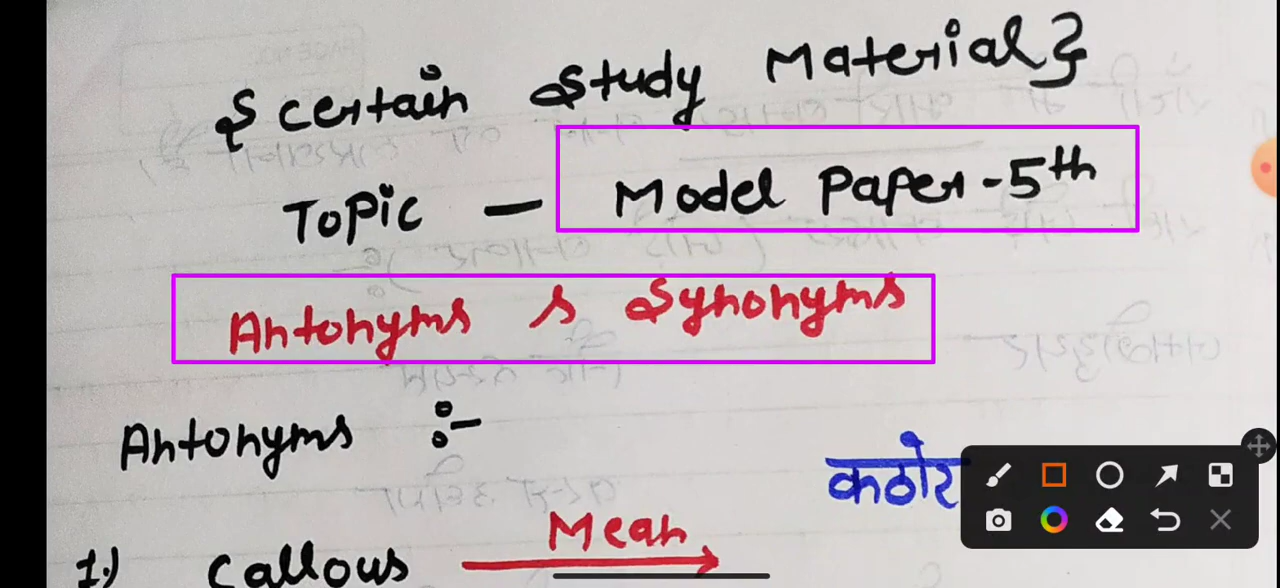 { Certain Study Material }
Topic - Model Paper - 5th
Antonyms & Synonyms
Antonyms :-
कठोर
1.) Callous Mean